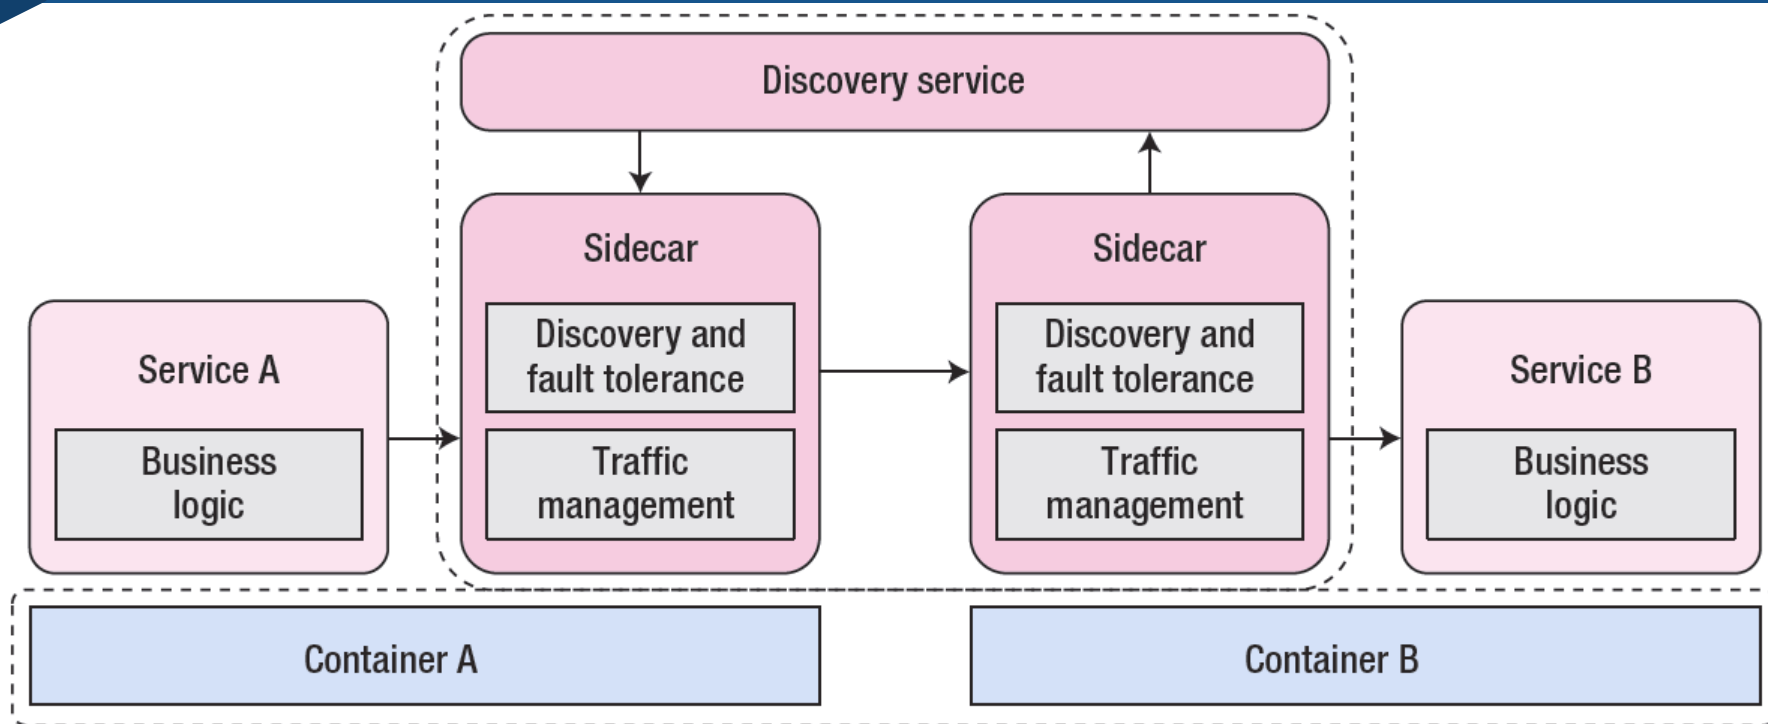 Discovery service
Sidecar
Discovery and
fault tolerance
Traffic
management
Sidecar
Discovery and
fault tolerance
Traffic
management
Service A
Business
logic
Service B
Business
logic
Container A
Container B